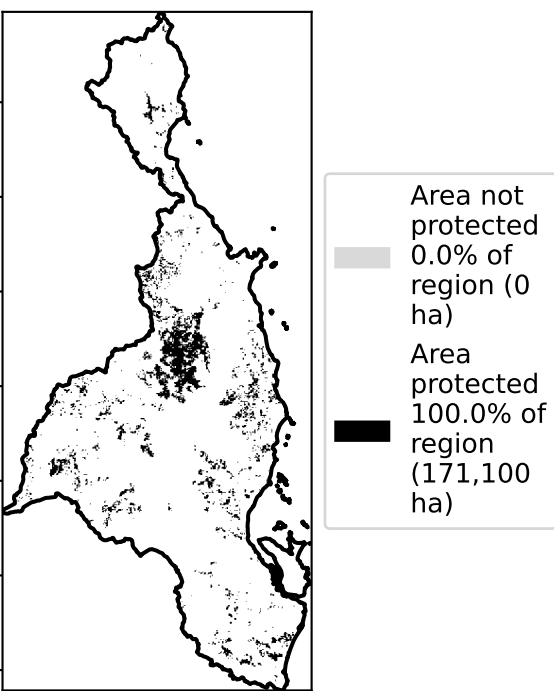 Area not
protected
0.0% of
region (0
ha)
Area
protected
100.0% of
region
(171,100
ha)